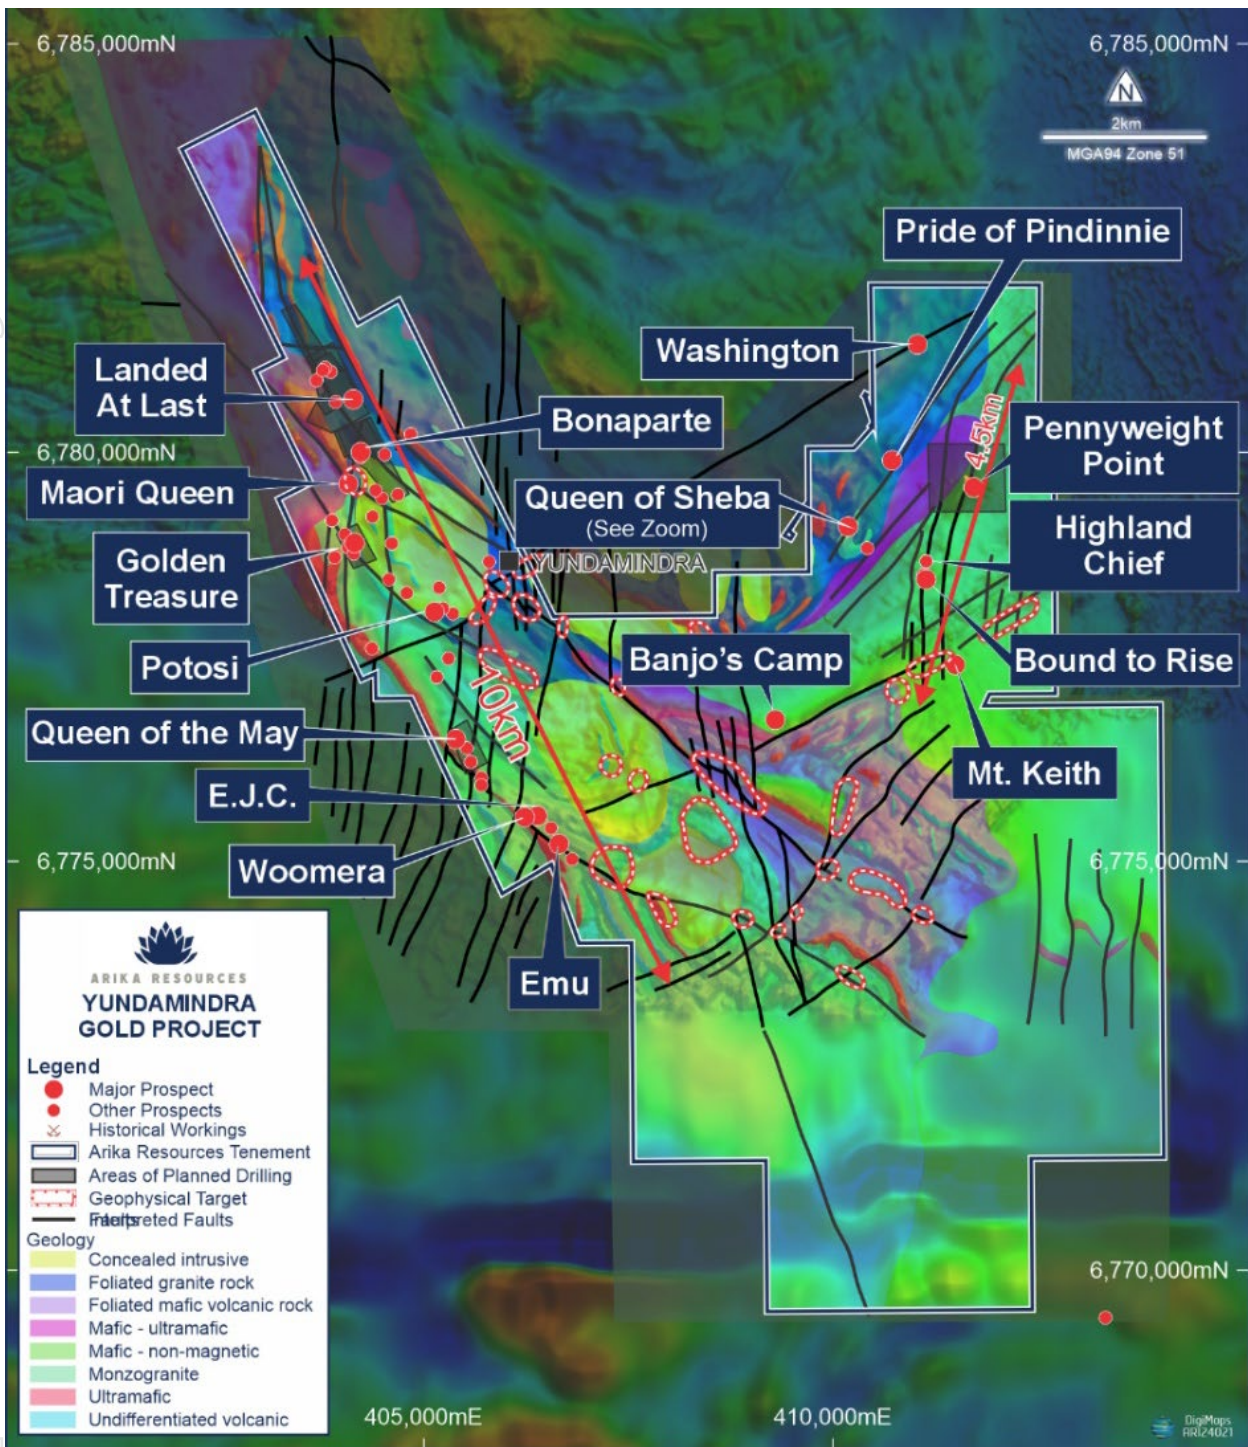 6,785,000mN
6,785,000mN
N
2km
MGA94 Zone 51
Pride of Pindinnie
Washington
Landed
At Last
Bonaparte
4.5km
Pennyweight
Point
6,780,000mN
Maori Queen
Queen of Sheba
(See Zoom)
Highland
Chief
Golden
Treasure
YUNDAMINDRA
Potosi
Banjo's Camp
Bound to Rise
10km
Queen of the May
Mt. Keith
E.J.C.
6,775,000mN
6,775,000mN
Woomera
Emu
ARIKA RESOURCES
YUNDAMINDRA
GOLD PROJECT
Legend
Major Prospect
Other Prospects
Historical Workings
Arika Resources Tenement
Areas of Planned Drilling
Geophysical Target
Interpreted Faults
Geology
Concealed intrusive
Foliated granite rock
Foliated mafic volcanic rock
Mafic - ultramafic
Mafic - non-magnetic
Monzogranite
Ultramafic
Undifferentiated volcanic
6,770,000mN
405,000mE
410,000mE
DigiMaps
ARI24021